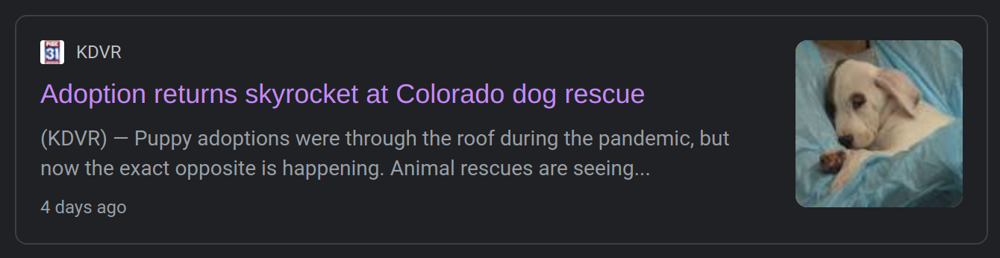 FOX
31
KDVR
Adoption returns skyrocket at Colorado dog rescue
(KDVR) — Puppy adoptions were through the roof during the pandemic, but
now the exact opposite is happening. Animal rescues are seeing...
4 days ago